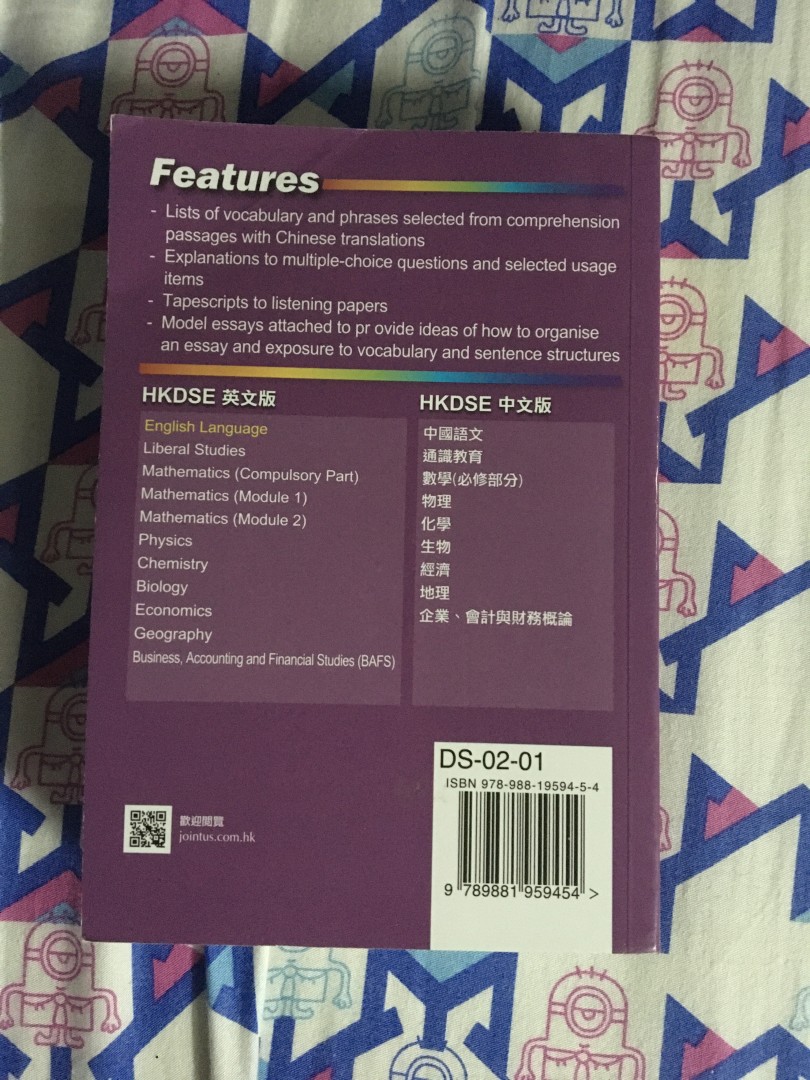 Features
- Lists of vocabulary and phrases selected from comprehension
passages with Chinese translations
- Explanations to multiple-choice questions and selected usage
items
- Tapescripts to listening papers
- Model essays attached to pr ovide ideas of how to organise
an essay and exposure to vocabulary and sentence structures
HKDSE 英文版
English Language
Liberal Studies
Mathematics (Compulsory Part)
Mathematics (Module 1)
Mathematics (Module 2)
Physics
Chemistry
Biology
Economics
Geography
Business, Accounting and Financial Studies (BAFS)
HKDSE 中文版
中國語文
通識教育
數學(必修部分)
物理
化學
生物
經濟
地理
企業、會計與財務概論
歡迎閱覽
jointus.com.hk
DS-02-01
ISBN 978-988-19594-5-4
9 789881 959454 >